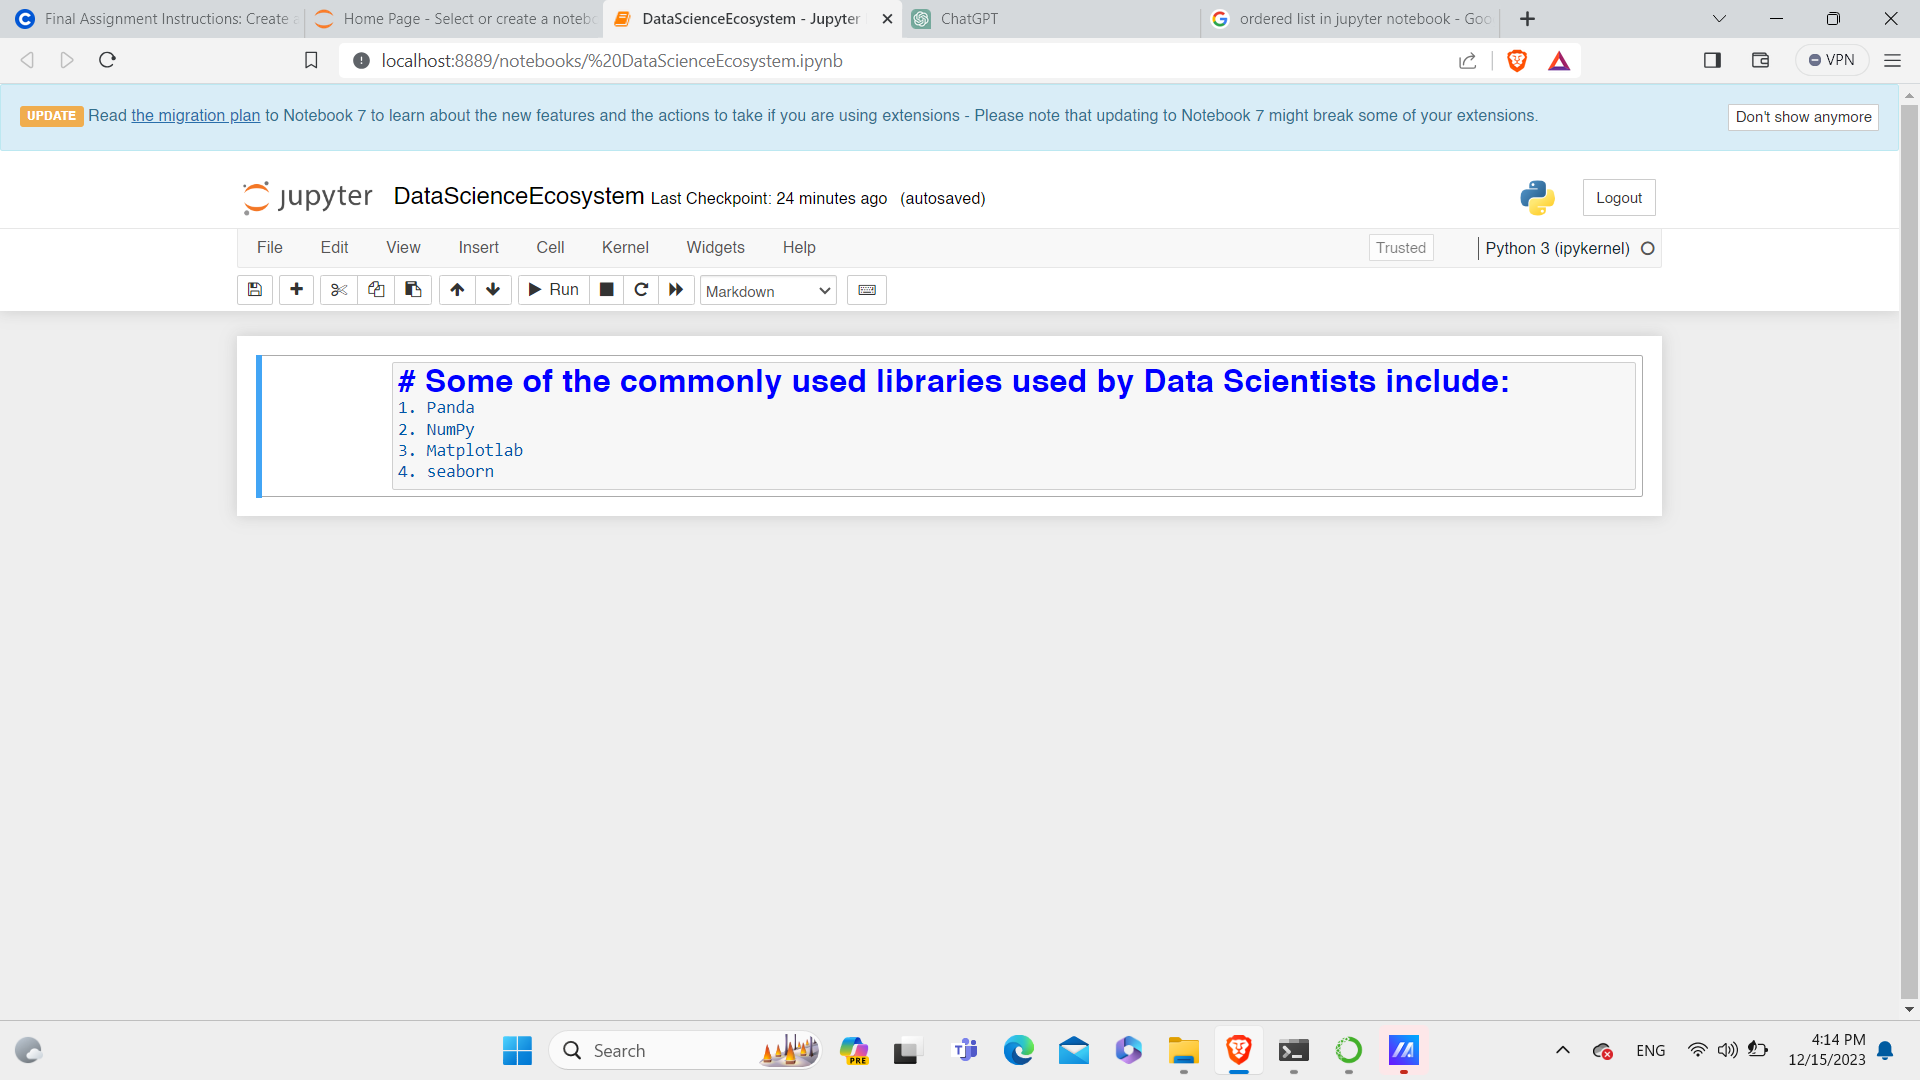 Final Assignment Instructions: Create a
Home Page - Select or create a notebo
DataScienceEcosystem - Jupyter
ChatGPT
ordered list in jupyter notebook - Goo
localhost:8889/notebooks/%20DataScienceEcosystem.ipynb
VPN
UPDATE Read the migration plan to Notebook 7 to learn about the new features and the actions to take if you are using extensions - Please note that updating to Notebook 7 might break some of your extensions.
Don't show anymore
jupyter DataScienceEcosystem Last Checkpoint: 24 minutes ago (autosaved)
Logout
File Edit View Insert Cell Kernel Widgets Help
Trusted
Python 3 (ipykernel)
Run
Markdown
# Some of the commonly used libraries used by Data Scientists include:
1. Panda
2. NumPy
3. Matplotlab
4. seaborn
Search
PRE
ENG
4:14 PM
12/15/2023